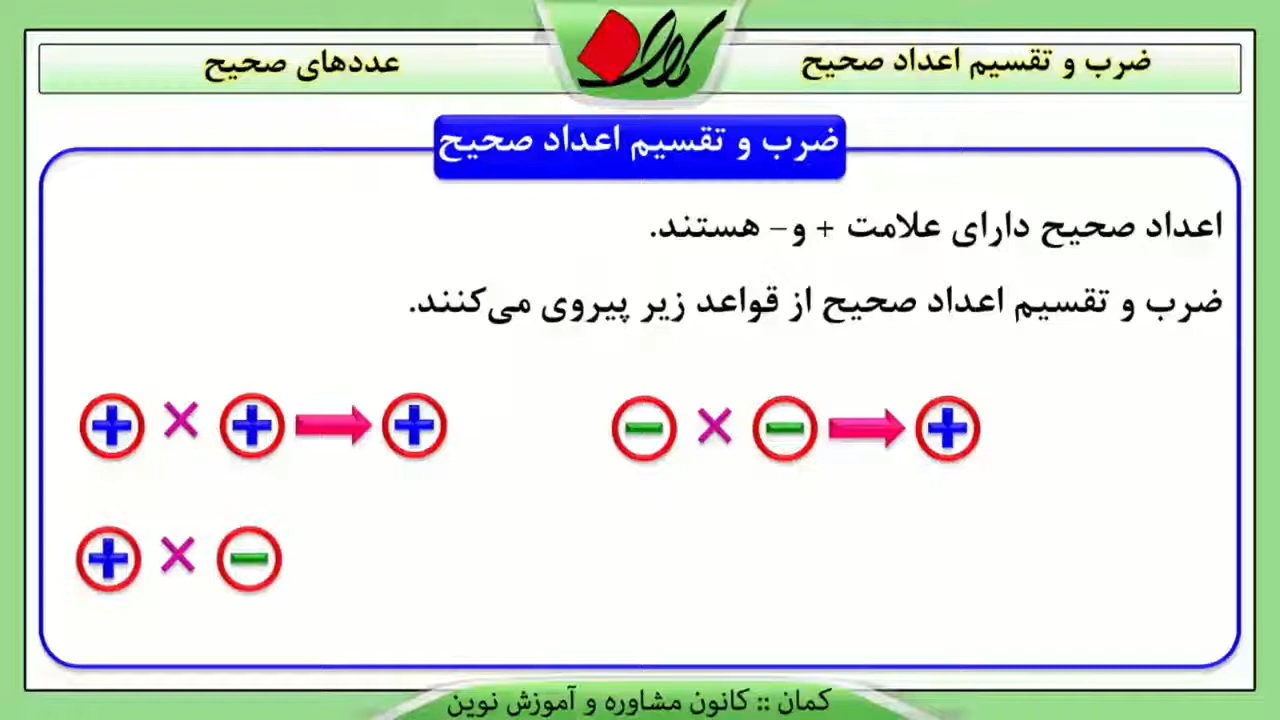 ضرب و تقسیم اعداد صحیح
عددهای صحیح
ضرب و تقسیم اعداد صحیح
اعداد صحیح دارای علامت + و- هستند.
ضرب و تقسیم اعداد صحیح از قواعد زیر پیروی می‌کنند.
+ × + → +
- × - → +
+ × -
کمان :: کانون مشاوره و آموزش نوین